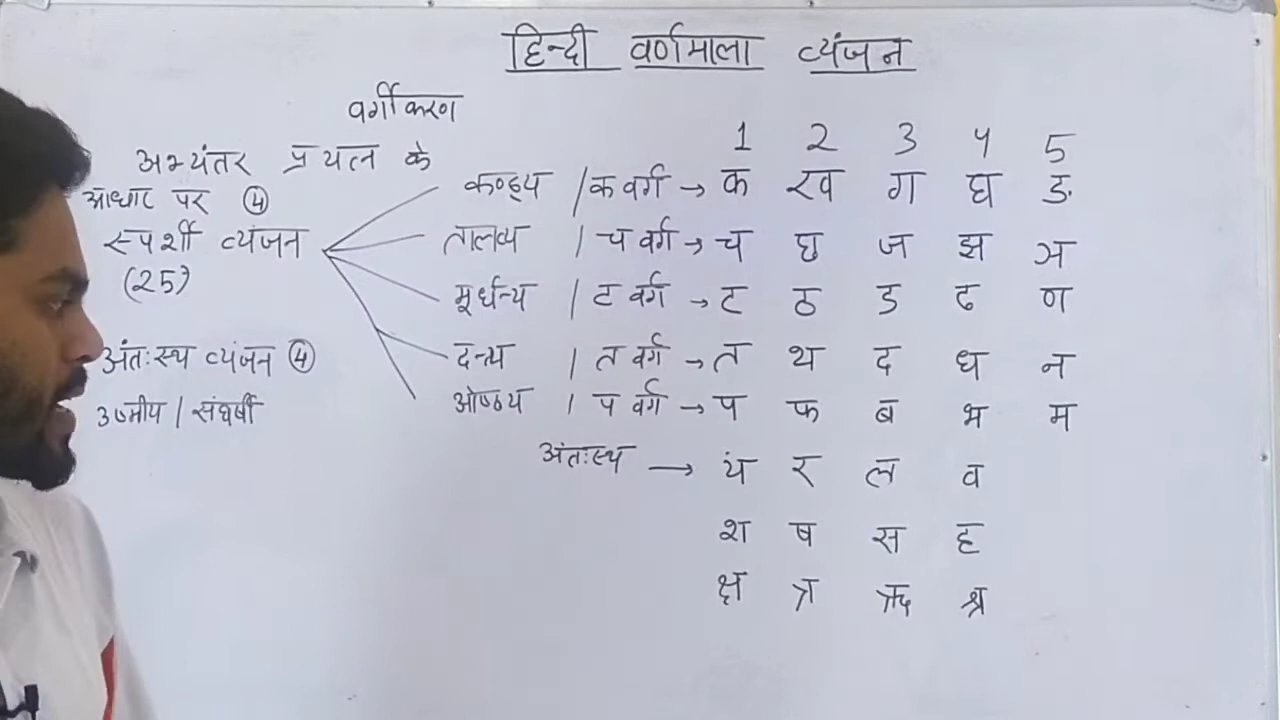 हिन्दी वर्णमाला व्यंजन
वर्गीकरण
अभ्यंतर प्रयत्न के
आधार पर ④
स्पर्शी व्यंजन
(25)
अंतःस्थ व्यंजन ④
उष्मीय / संघर्षी
1 2 3 4 5
कण्ठ्य / क वर्ग → क ख ग घ ङ
तालव्य / च वर्ग → च छ ज झ ञ
मूर्धन्य / ट वर्ग → ट ठ ड ढ ण
दन्त्य / त वर्ग → त थ द ध न
ओष्ठ्य / प वर्ग → प फ ब भ म
अंतःस्थ → यं र ल व
श ष स ह
क्ष त्र श्र